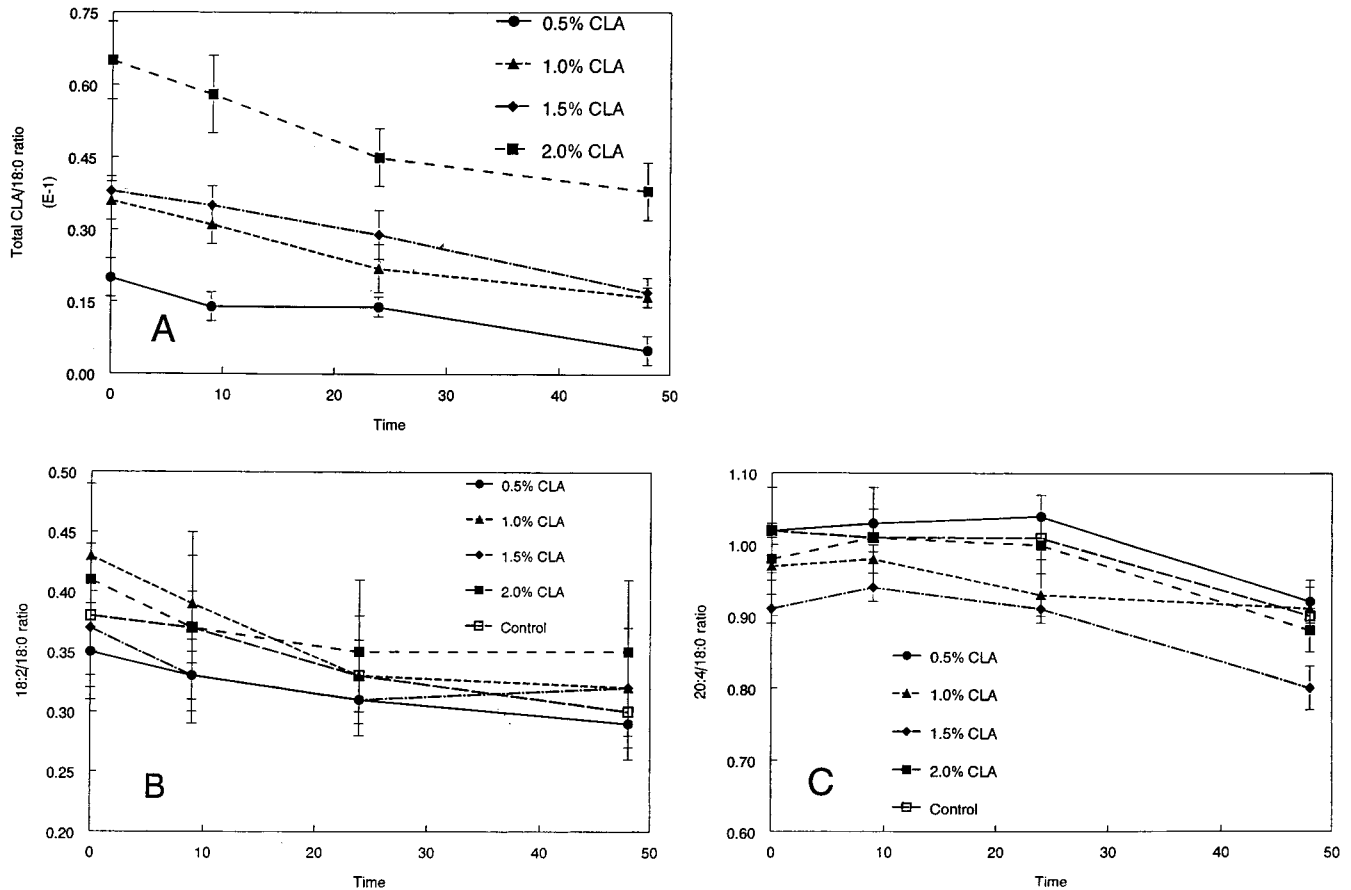 0.75
0.60
0.45
0.30
0.15
0.00
Total CLA/18:0 ratio
(E-1)
0.5% CLA
1.0% CLA
1.5% CLA
2.0% CLA
A
0 10 20 30 40 50
Time
0.50
0.45
0.40
0.35
0.30
0.25
0.20
18:2/18:0 ratio
0.5% CLA
1.0% CLA
1.5% CLA
2.0% CLA
Control
B
0 10 20 30 40 50
Time
1.10
1.00
0.90
0.80
0.70
0.60
20:4/18:0 ratio
0.5% CLA
1.0% CLA
1.5% CLA
2.0% CLA
Control
C
0 10 20 30 40 50
Time